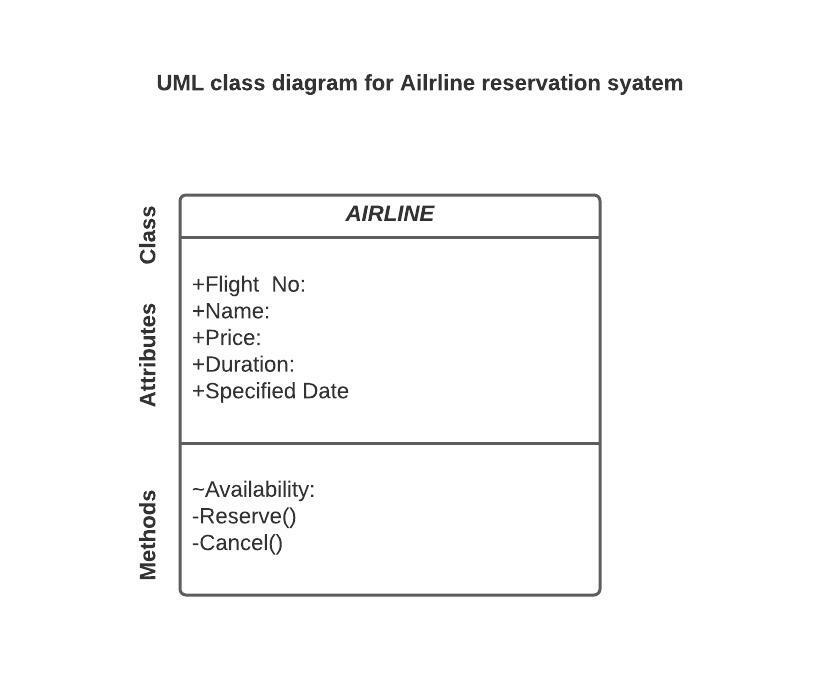 UML class diagram for Ailrline reservation syatem
Class
AIRLINE
Attributes
+Flight  No:
+Name:
+Price:
+Duration:
+Specified Date
Methods
~Availability:
-Reserve()
-Cancel()